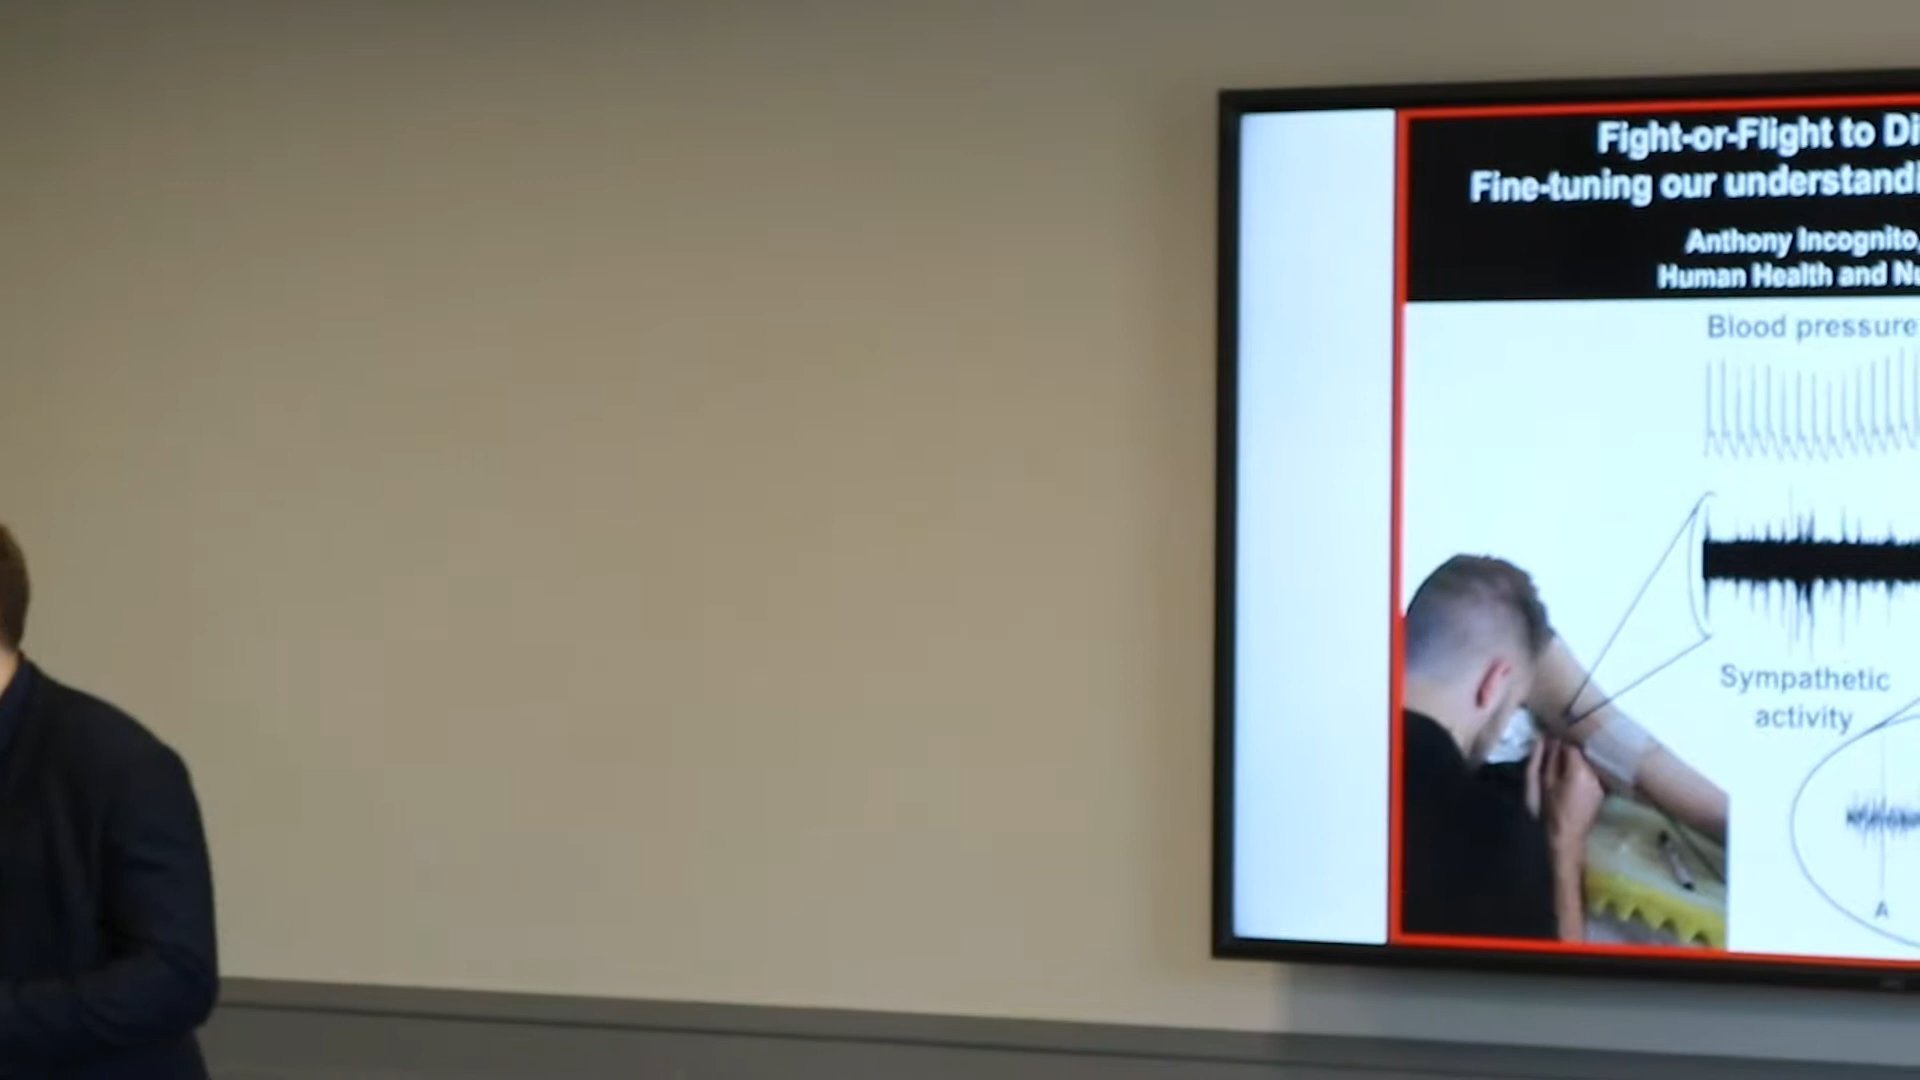 Fight-or-Flight to Di
Fine-tuning our understandi
Anthony Incognito,
Human Health and Nu
Blood pressure
Sympathetic
activity
A